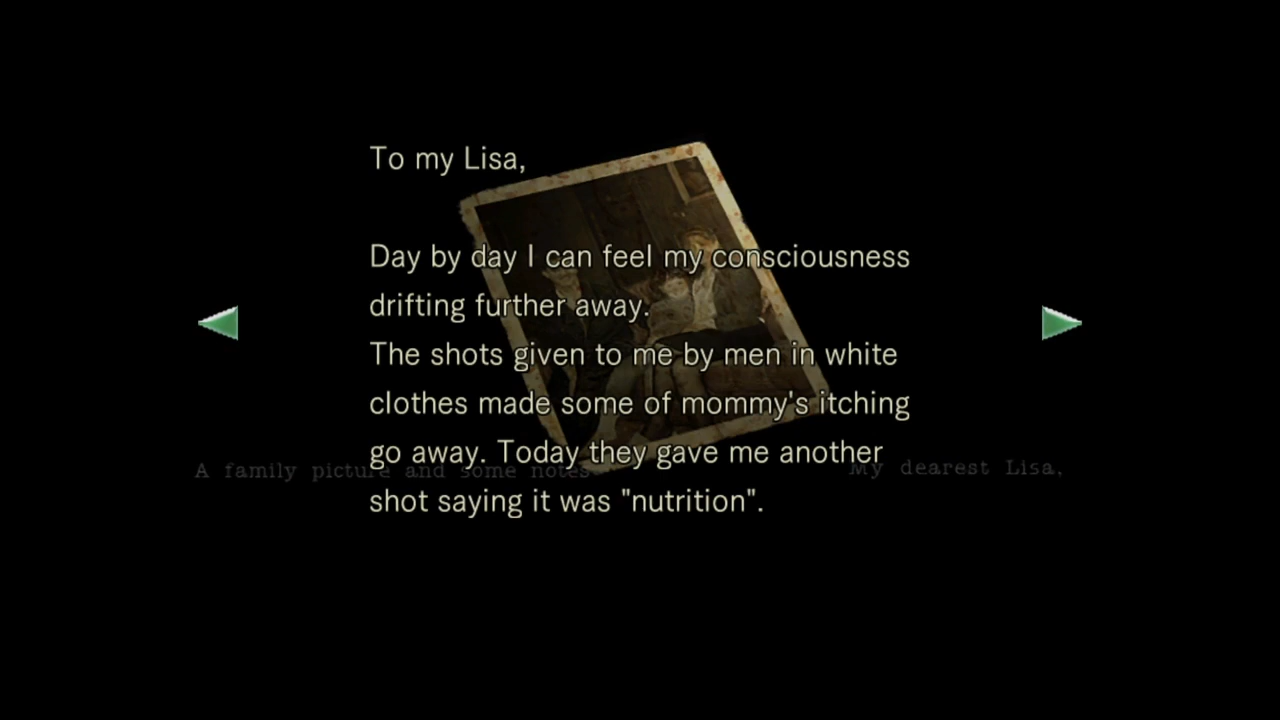 To my Lisa,
Day by day I can feel my consciousness
drifting further away.
The shots given to me by men in white
clothes made some of mommy's itching
go away. Today they gave me another
shot saying it was "nutrition".
A family picture and some notes
My dearest Lisa,